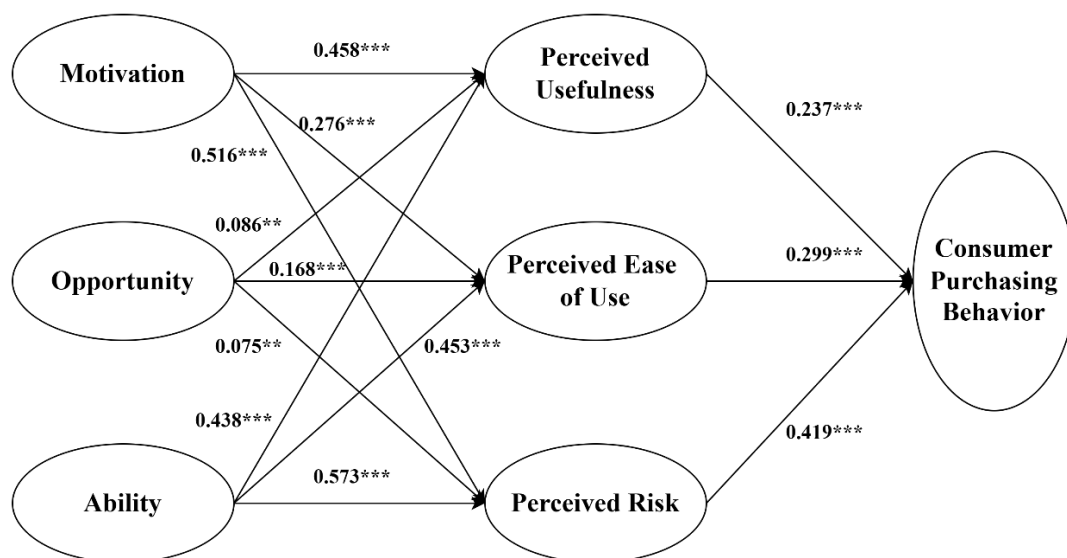 0.458***
Motivation
Perceived
Usefulness
0.237***
0.276***
0.516***
0.086**
0.168***
Opportunity
Perceived Ease
of Use
0.299***
Consumer
Purchasing
Behavior
0.075**
0.453***
0.438***
0.419***
0.573***
Ability
Perceived Risk